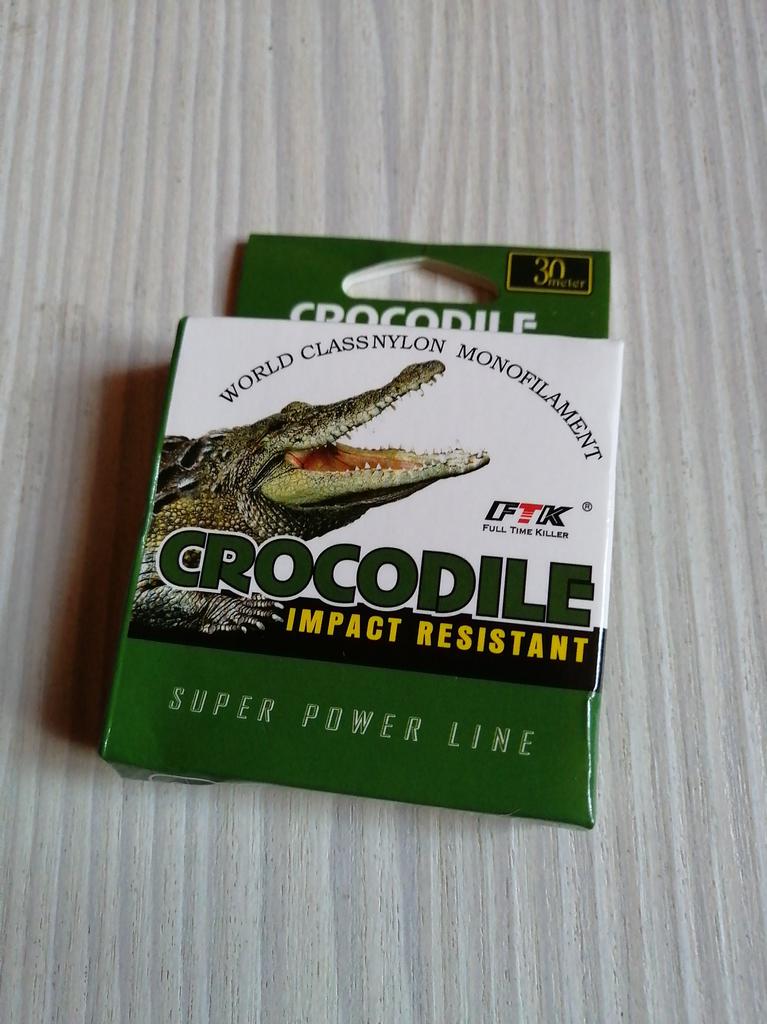 30
meter
CROCODILE
WORLD CLASSNYLON MONOFILAMENT
FTK ®
FULL TIME KILLER
CROCODILE
IMPACT RESISTANT
SUPER POWER LINE